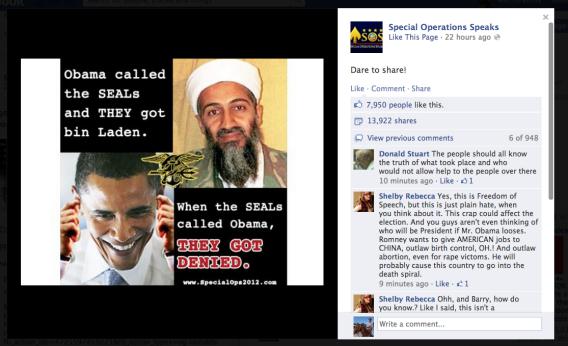 Obama called
the SEALs
and THEY got
bin Laden.
When the SEALs
called Obama,
THEY GOT
DENIED.
www.SpecialOps2012.com
SOS
Special Operations Speaks
Like This Page · 22 hours ago
Dare to share!
Like · Comment · Share
7,950 people like this.
13,922 shares
View previous comments 6 of 948
Donald Stuart The people should all know
the truth of what took place and who
would not allow help to the people over there
10 minutes ago · Like · 1
Shelby Rebecca Yes, this is Freedom of
Speech, but this is just plain hate, when
you think about it. This crap could affect the
election. And you guys aren't even thinking of
who will be President if Mr. Obama looses.
Romney wants to give AMERICAN jobs to
CHINA, outlaw birth control, OH.! And outlaw
abortion, even for rape victims. He will
probably cause this country to go into the
death spiral.
9 minutes ago · Like · 1
Shelby Rebecca Ohh, and Barry, how do
you know.? Like I said, this isn't a
Write a comment...